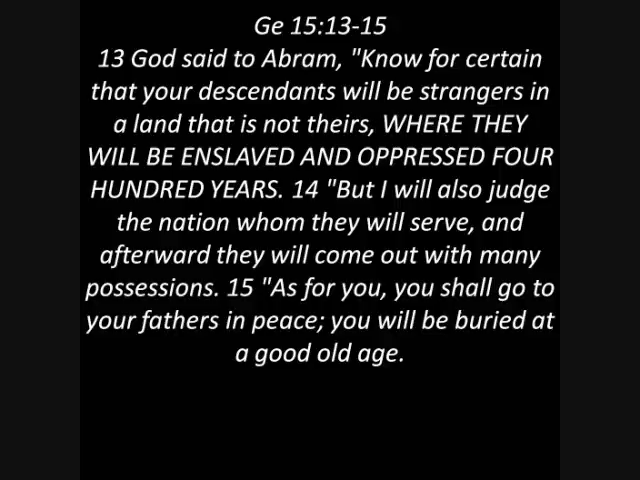 Ge 15:13-15
13 God said to Abram, "Know for certain
that your descendants will be strangers in
a land that is not theirs, WHERE THEY
WILL BE ENSLAVED AND OPPRESSED FOUR
HUNDRED YEARS. 14 "But I will also judge
the nation whom they will serve, and
afterward they will come out with many
possessions. 15 "As for you, you shall go to
your fathers in peace; you will be buried at
a good old age.